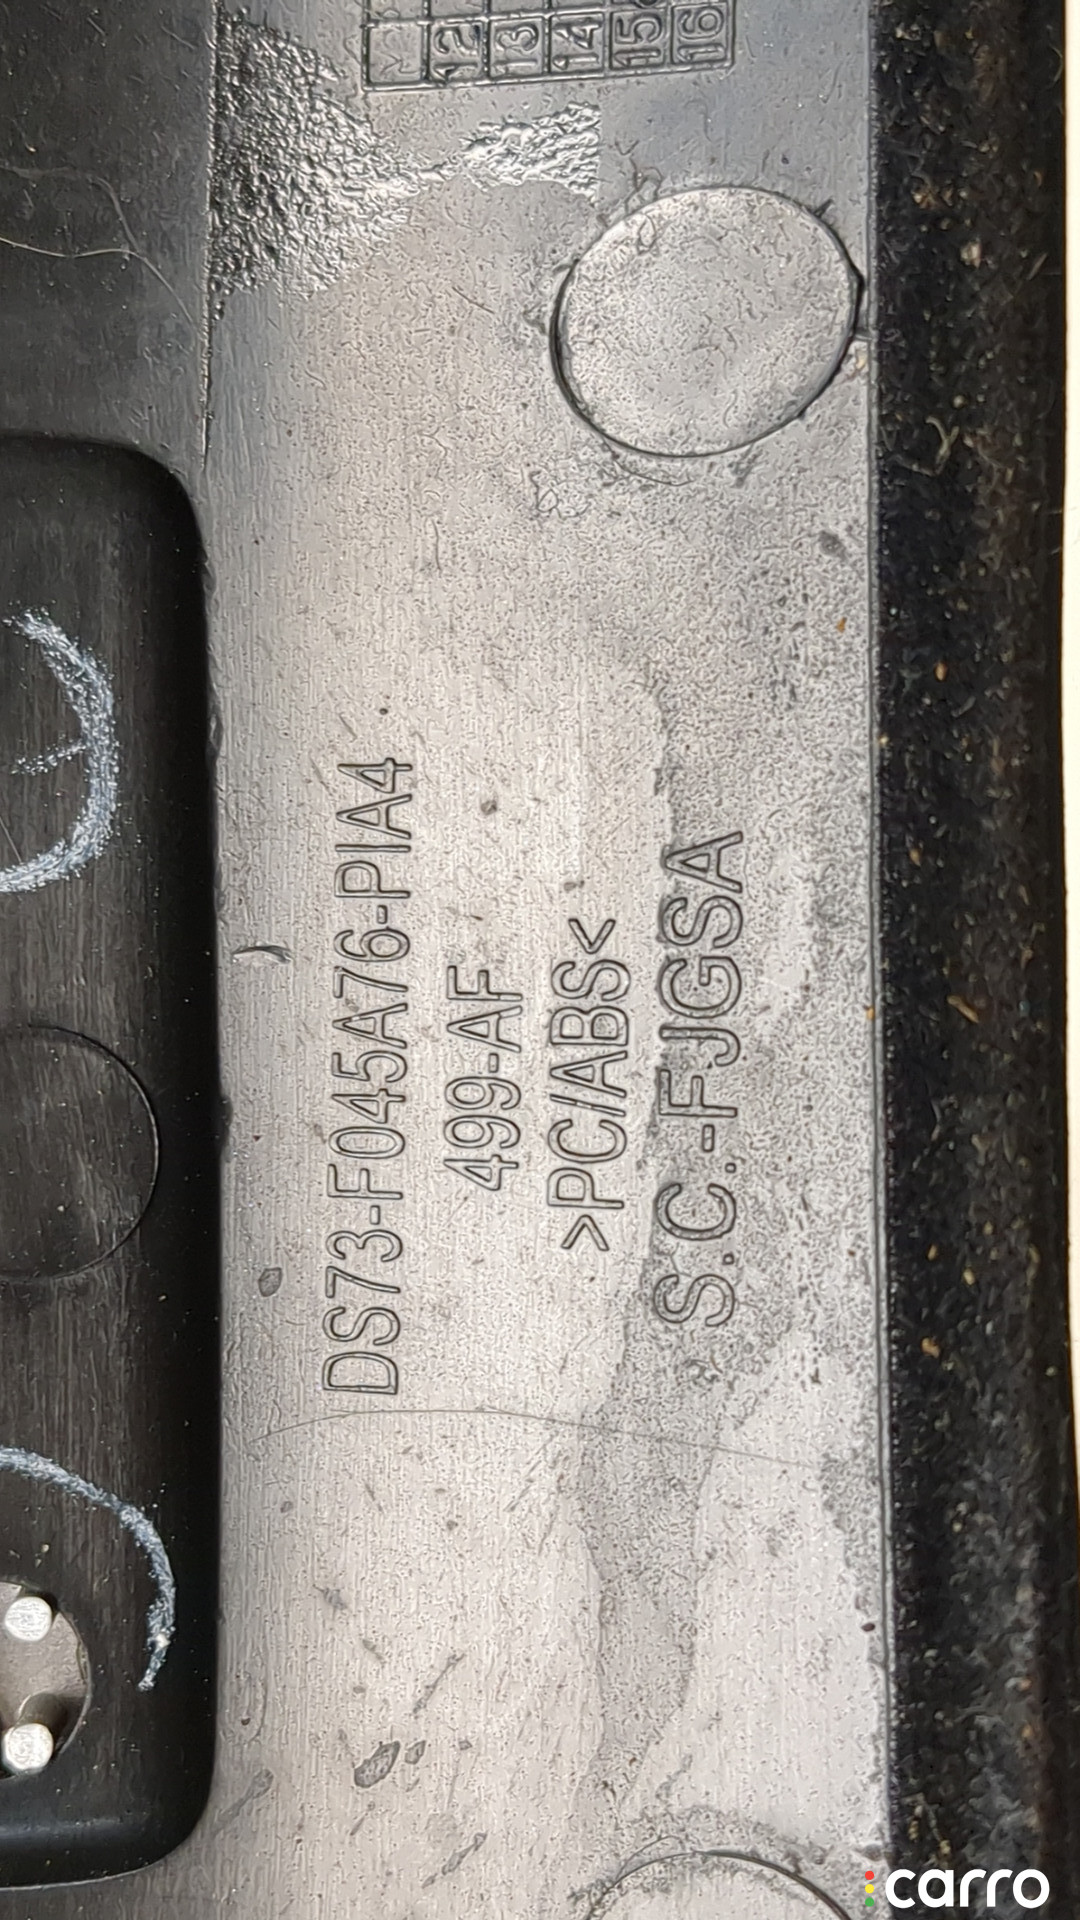 12
13
14
15
16
DS73-F045A76-PIA4
499-AF
>PC/ABS<
S.C.-FJGSA
carro